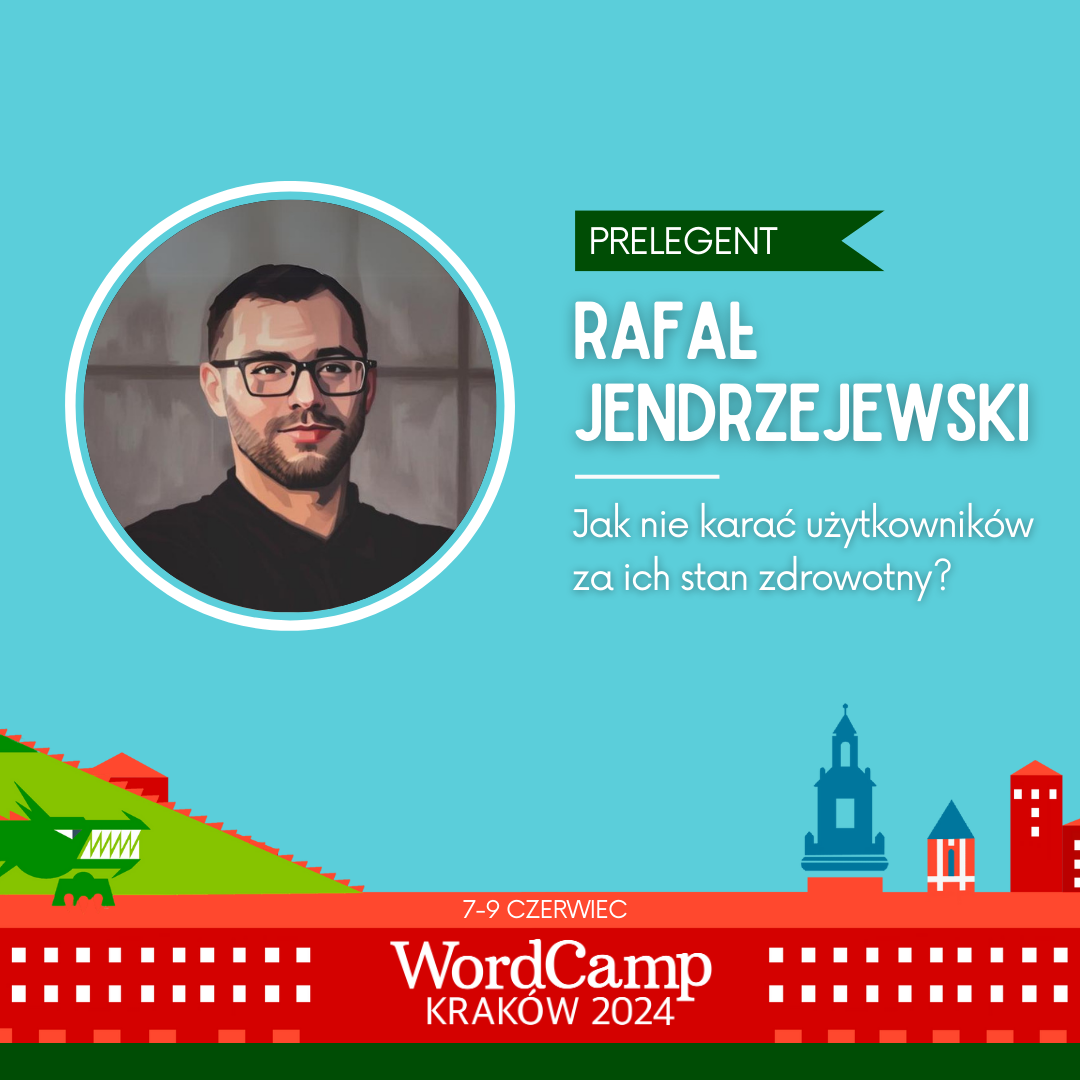 PRELEGENT
RAFAŁ
JENDRZEJEWSKI
Jak nie karać użytkowników
za ich stan zdrowotny?
7-9 CZERWIEC
WordCamp
KRAKÓW 2024